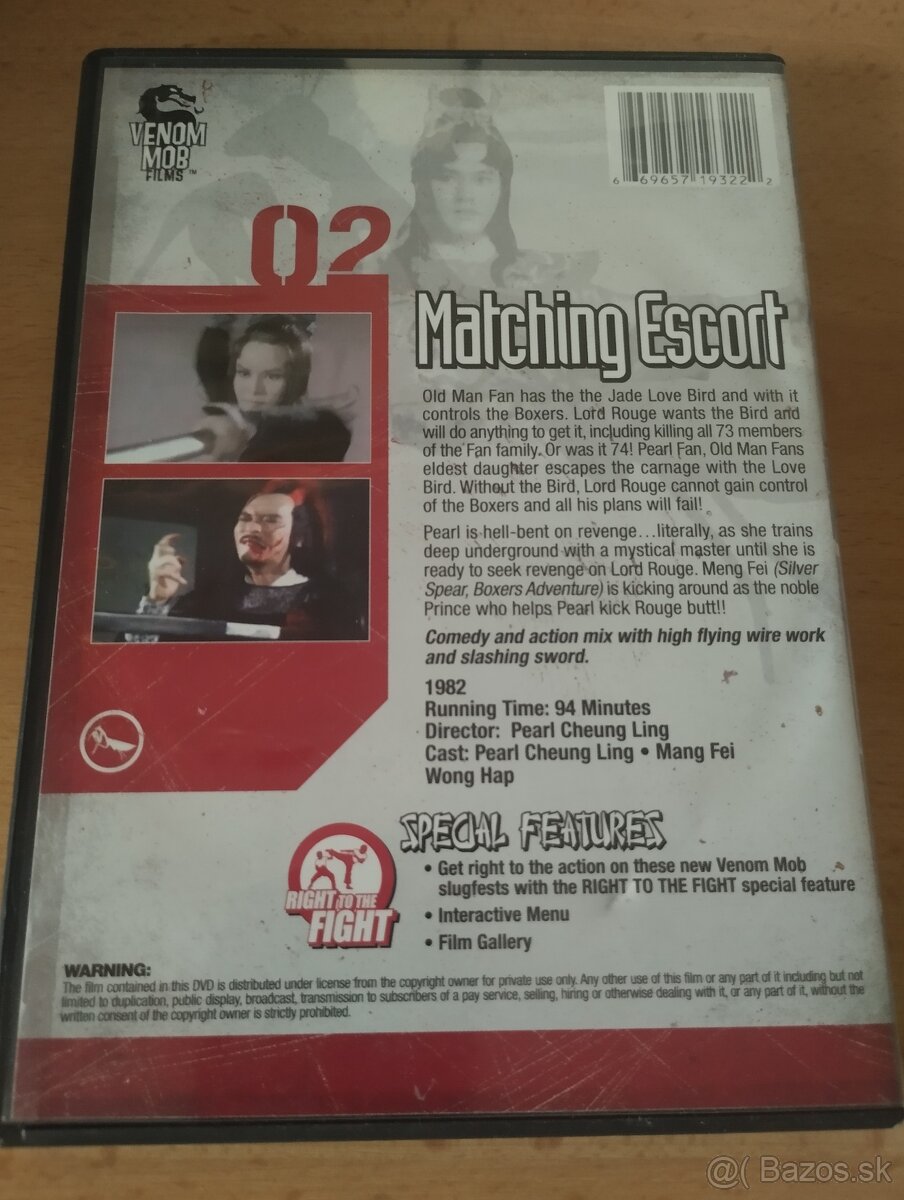 VENOM
MOB
FILMS™
6 69657 19322 2
02
Matching Escort
Old Man Fan has the the Jade Love Bird and with it
controls the Boxers. Lord Rouge wants the Bird and
will do anything to get it, including killing all 73 members
of the Fan family. Or was it 74! Pearl Fan, Old Man Fans
eldest daughter escapes the carnage with the Love
Bird. Without the Bird, Lord Rouge cannot gain control
of the Boxers and all his plans will fail!
Pearl is hell-bent on revenge...literally, as she trains
deep underground with a mystical master until she is
ready to seek revenge on Lord Rouge. Meng Fei (Silver
Spear, Boxers Adventure) is kicking around as the noble
Prince who helps Pearl kick Rouge butt!!
Comedy and action mix with high flying wire work
and slashing sword.
1982
Running Time: 94 Minutes
Director: Pearl Cheung Ling
Cast: Pearl Cheung Ling • Mang Fei
Wong Hap
SPECIAL FEATURES
• Get right to the action on these new Venom Mob
slugfests with the RIGHT TO THE FIGHT special feature
• Interactive Menu
• Film Gallery
RIGHT TO THE
FIGHT
WARNING:
The film contained in this DVD is distributed under license from the copyright owner for private use only. Any other use of this film or any part of it including but not
limited to duplication, public display, broadcast, transmission to subscribers of a pay service, selling, hiring or otherwise dealing with it, or any part of it, without the
written consent of the copyright owner is strictly prohibited.
@( Bazos.sk